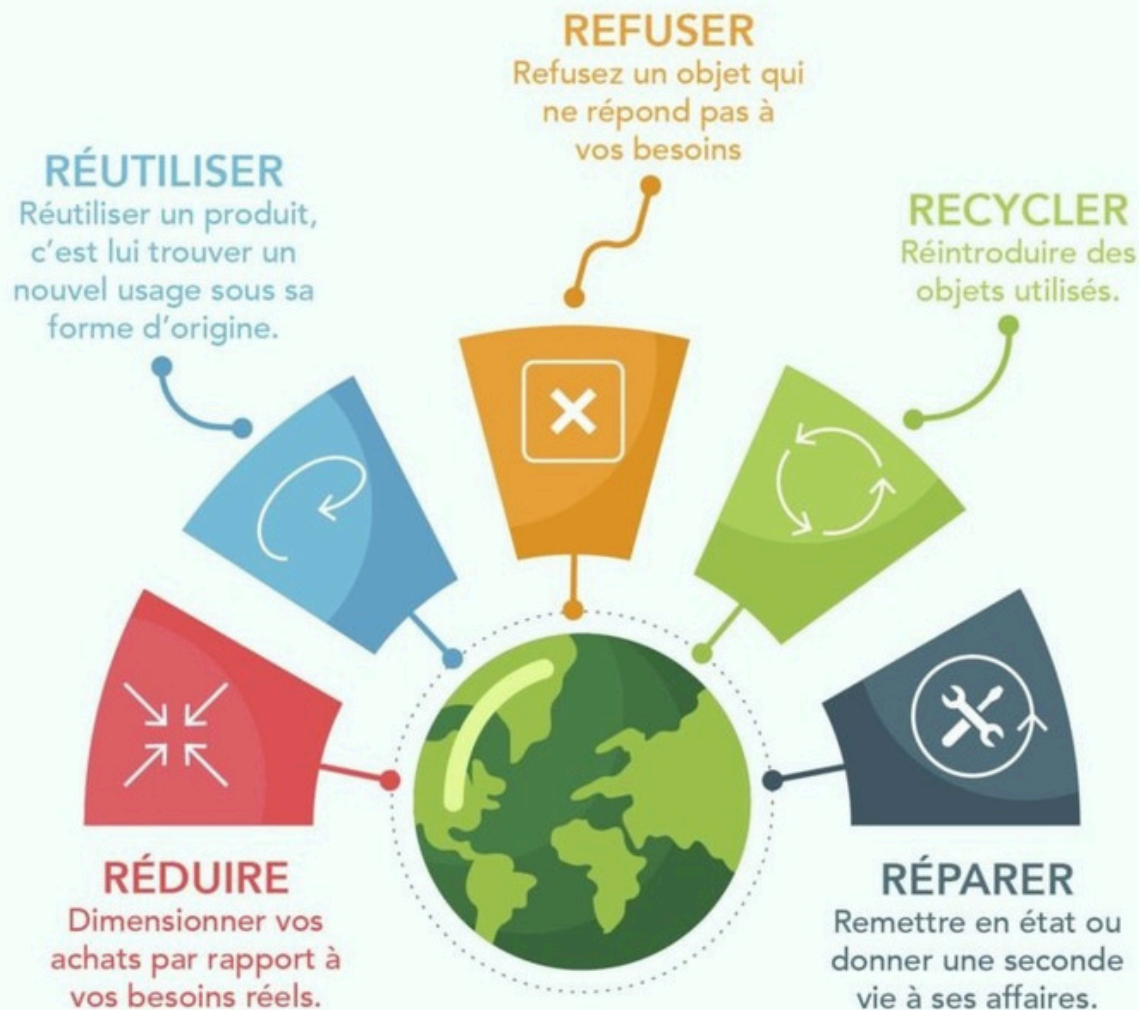 REFUSER
Refusez un objet qui
ne répond pas à
vos besoins
RÉUTILISER
Réutiliser un produit,
c’est lui trouver un
nouvel usage sous sa
forme d’origine.
RECYCLER
Réintroduire des
objets utilisés.
RÉDUIRE
Dimensionner vos
achats par rapport à
vos besoins réels.
RÉPARER
Remettre en état ou
donner une seconde
vie à ses affaires.